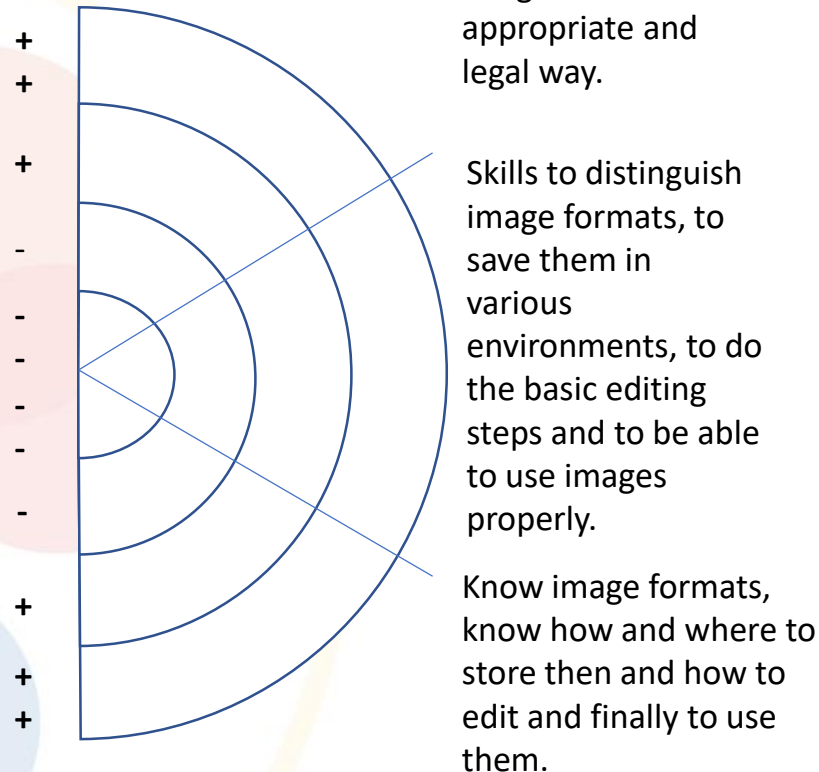 +
+
+
-
-
-
-
-
-
+
+
+
appropriate and
legal way.
Skills to distinguish
image formats, to
save them in
various
environments, to do
the basic editing
steps and to be able
to use images
properly.
Know image formats,
know how and where to
store then and how to
edit and finally to use
them.